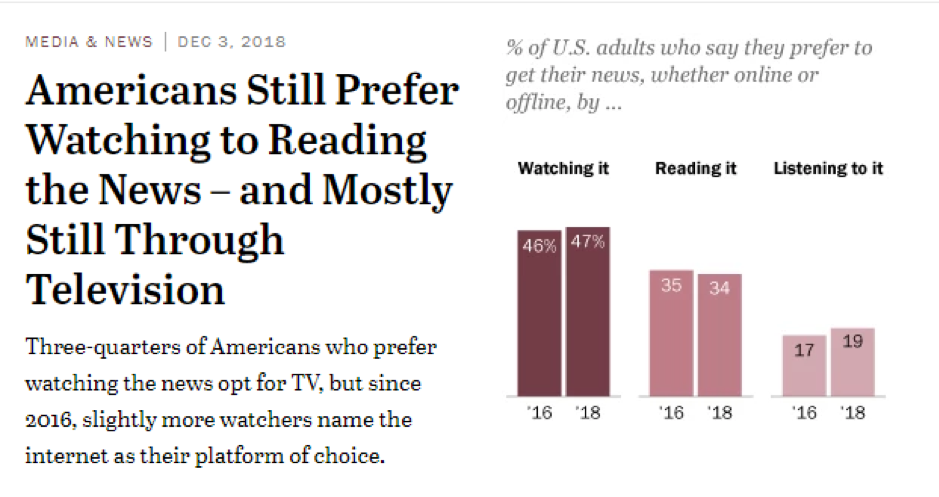 MEDIA & NEWS | DEC 3, 2018
Americans Still Prefer
Watching to Reading
the News – and Mostly
Still Through
Television
Three-quarters of Americans who prefer
watching the news opt for TV, but since
2016, slightly more watchers name the
internet as their platform of choice.
% of U.S. adults who say they prefer to
get their news, whether online or
offline, by ...
Watching it Reading it Listening to it
46% 47% 35 34 17 19
'16 '18 '16 '18 '16 '18